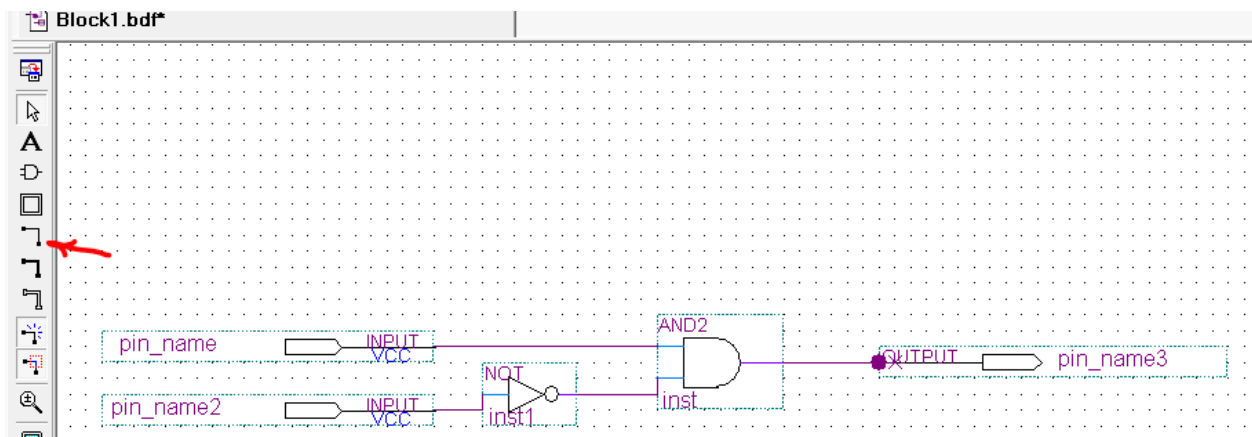 Block1.bdf*
A
pin_name
INPUT
VCC
AND2
OUTPUT
pin_name3
NOT
pin_name2
INPUT
VCC
inst1
inst